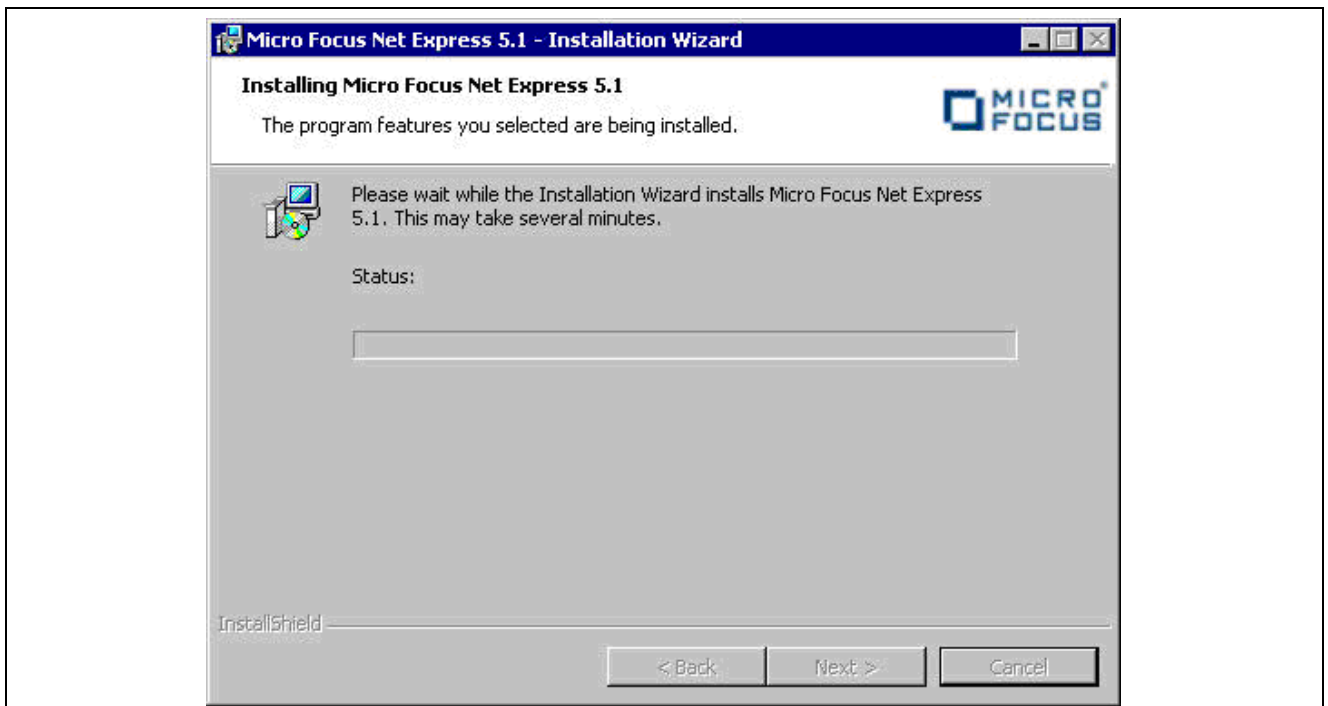 Micro Focus Net Express 5.1 - Installation Wizard
Installing Micro Focus Net Express 5.1
The program features you selected are being installed.
MICRO
FOCUS
Please wait while the Installation Wizard installs Micro Focus Net Express
5.1. This may take several minutes.
Status:
InstallShield
< Back
Next >
Cancel